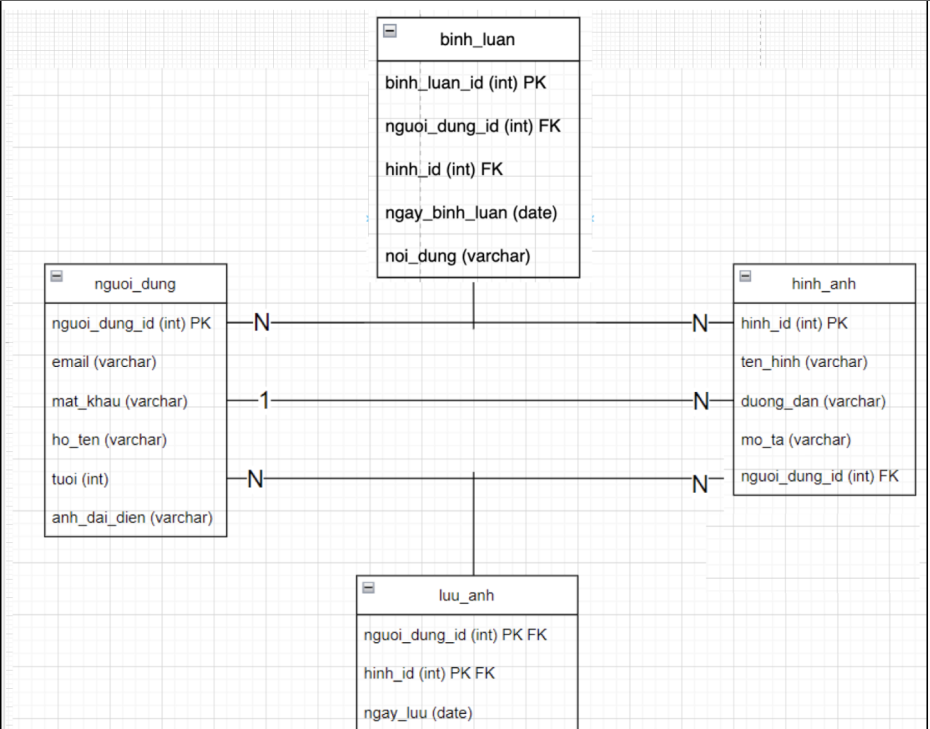 binh_luan
binh_luan_id (int) PK
nguoi_dung_id (int) FK
hinh_id (int) FK
ngay_binh_luan (date)
noi_dung (varchar)
nguoi_dung
nguoi_dung_id (int) PK
email (varchar)
mat_khau (varchar)
ho_ten (varchar)
tuoi (int)
anh_dai_dien (varchar)
N
N
1
N
N
N
hinh_anh
hinh_id (int) PK
ten_hinh (varchar)
duong_dan (varchar)
mo_ta (varchar)
nguoi_dung_id (int) FK
luu_anh
nguoi_dung_id (int) PK FK
hinh_id (int) PK FK
ngay_luu (date)